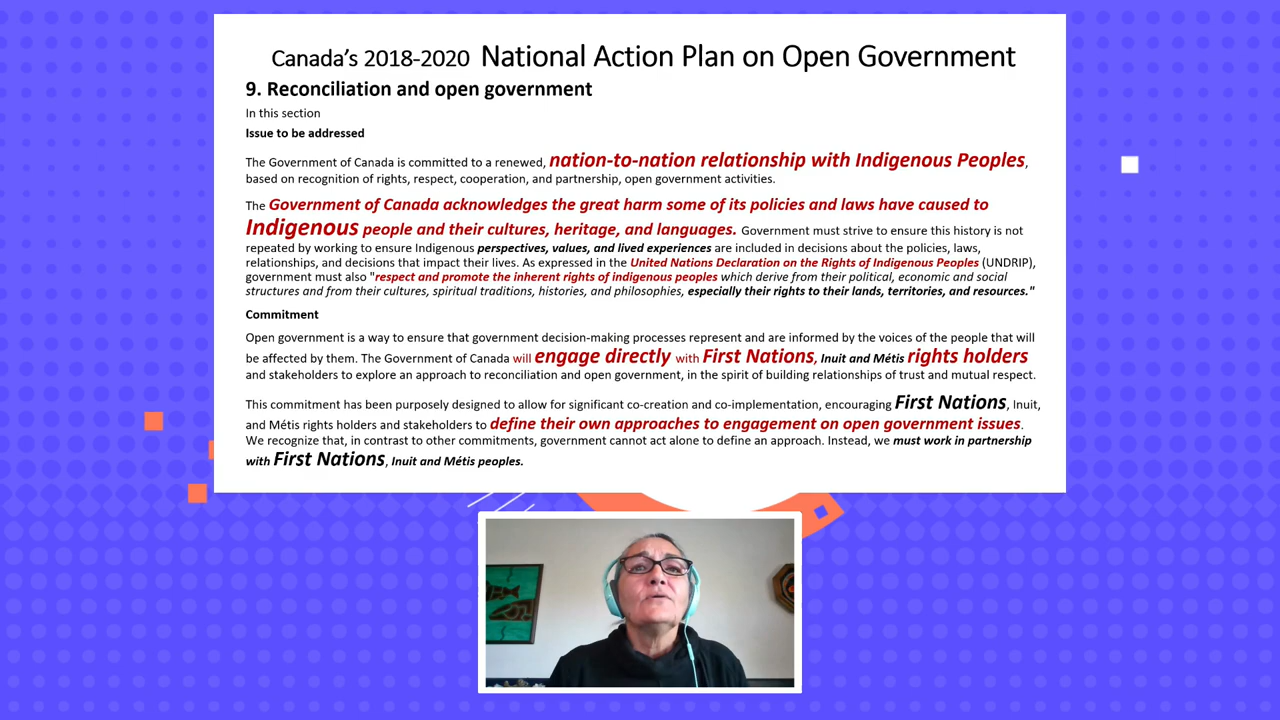 Canada's 2018-2020 National Action Plan on Open Government
9. Reconciliation and open government
In this section
Issue to be addressed
The Government of Canada is committed to a renewed, nation-to-nation relationship with Indigenous Peoples,
based on recognition of rights, respect, cooperation, and partnership, open government activities.
The Government of Canada acknowledges the great harm some of its policies and laws have caused to
Indigenous people and their cultures, heritage, and languages. Government must strive to ensure this history is not
repeated by working to ensure Indigenous perspectives, values, and lived experiences are included in decisions about the policies, laws,
relationships, and decisions that impact their lives. As expressed in the United Nations Declaration on the Rights of Indigenous Peoples (UNDRIP),
government must also "respect and promote the inherent rights of indigenous peoples which derive from their political, economic and social
structures and from their cultures, spiritual traditions, histories, and philosophies, especially their rights to their lands, territories, and resources."
Commitment
Open government is a way to ensure that government decision-making processes represent and are informed by the voices of the people that will
be affected by them. The Government of Canada will engage directly with First Nations, Inuit and Métis rights holders
and stakeholders to explore an approach to reconciliation and open government, in the spirit of building relationships of trust and mutual respect.
This commitment has been purposely designed to allow for significant co-creation and co-implementation, encouraging First Nations, Inuit,
and Métis rights holders and stakeholders to define their own approaches to engagement on open government issues.
We recognize that, in contrast to other commitments, government cannot act alone to define an approach. Instead, we must work in partnership
with First Nations, Inuit and Métis peoples.